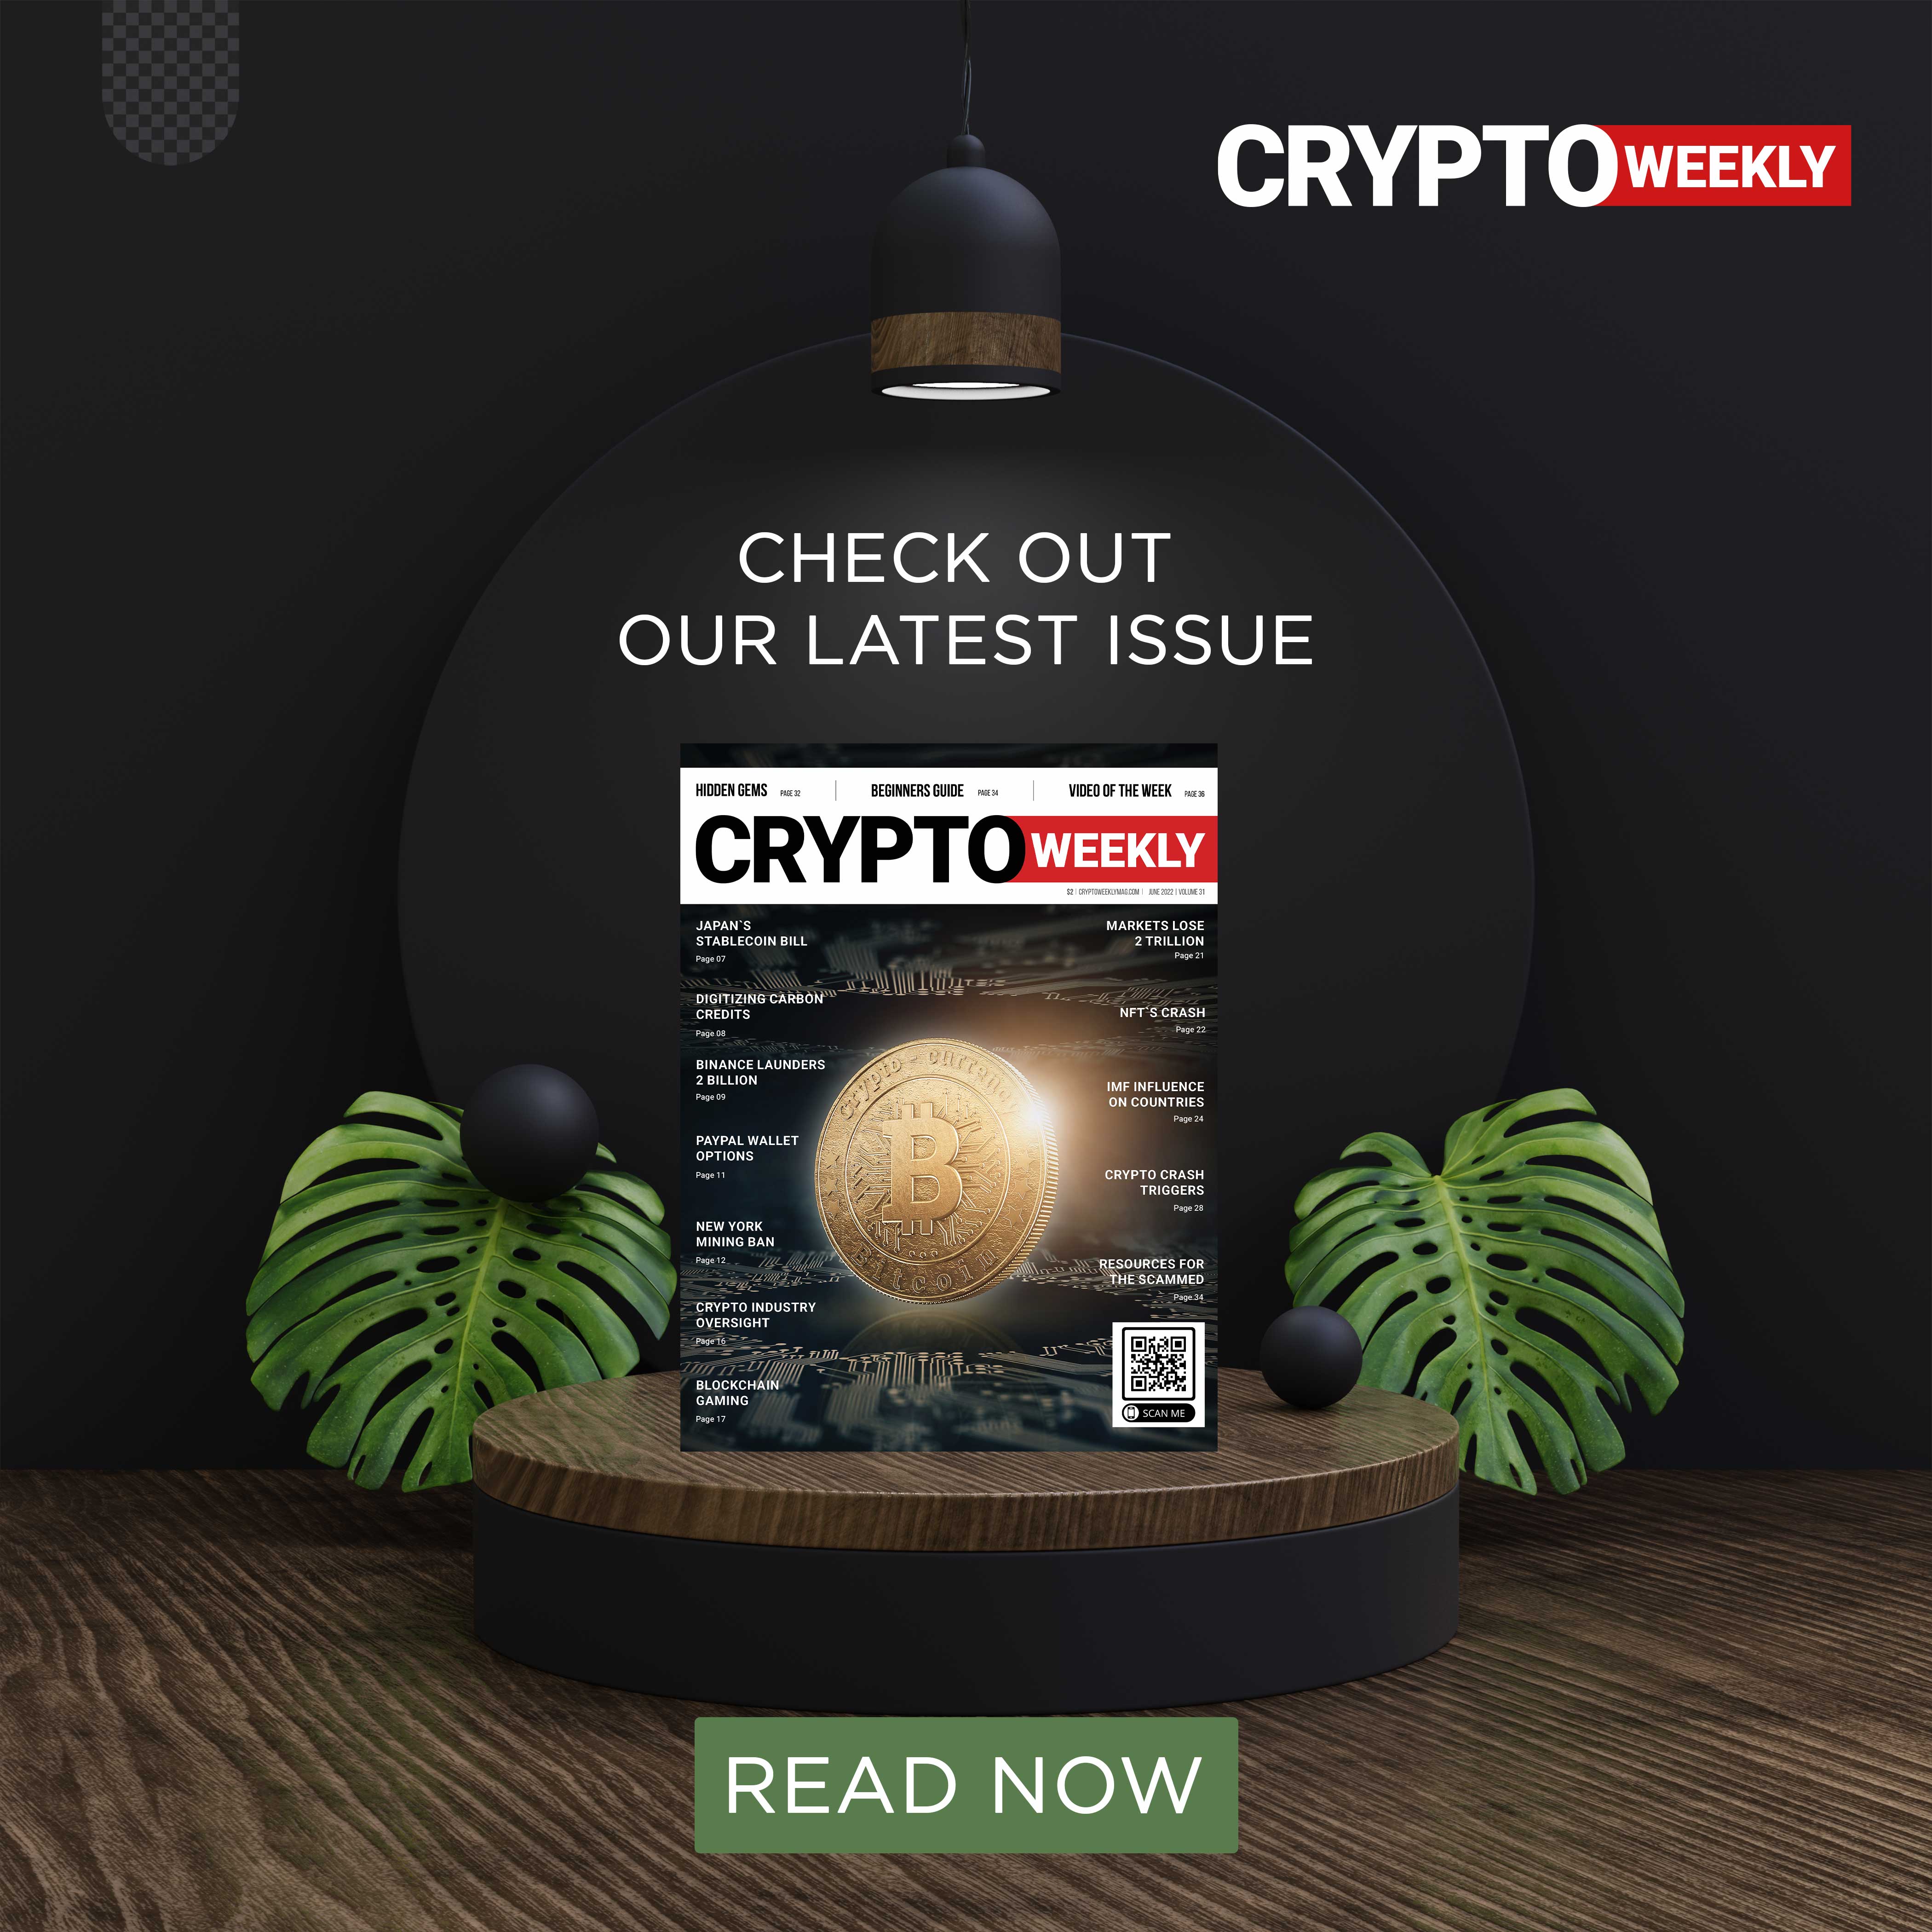 CRYPTO WEEKLY
CHECK OUT
OUR LATEST ISSUE
HIDDEN GEMS PAGE 32 | BEGINNERS GUIDE PAGE 34 | VIDEO OF THE WEEK PAGE 36
CRYPTO WEEKLY
$2 | CRYPTOWEEKLYMAG.COM | JUNE 2022 | VOLUME 31
JAPAN`S
STABLECOIN BILL
Page 07
DIGITIZING CARBON
CREDITS
Page 08
BINANCE LAUNDERS
2 BILLION
Page 09
PAYPAL WALLET
OPTIONS
Page 11
NEW YORK
MINING BAN
Page 12
CRYPTO INDUSTRY
OVERSIGHT
Page 16
BLOCKCHAIN
GAMING
Page 17
Crypto - currency
B
Bitcoin
MARKETS LOSE
2 TRILLION
Page 21
NFT`S CRASH
Page 22
IMF INFLUENCE
ON COUNTRIES
Page 24
CRYPTO CRASH
TRIGGERS
Page 28
RESOURCES FOR
THE SCAMMED
Page 34
SCAN ME
READ NOW